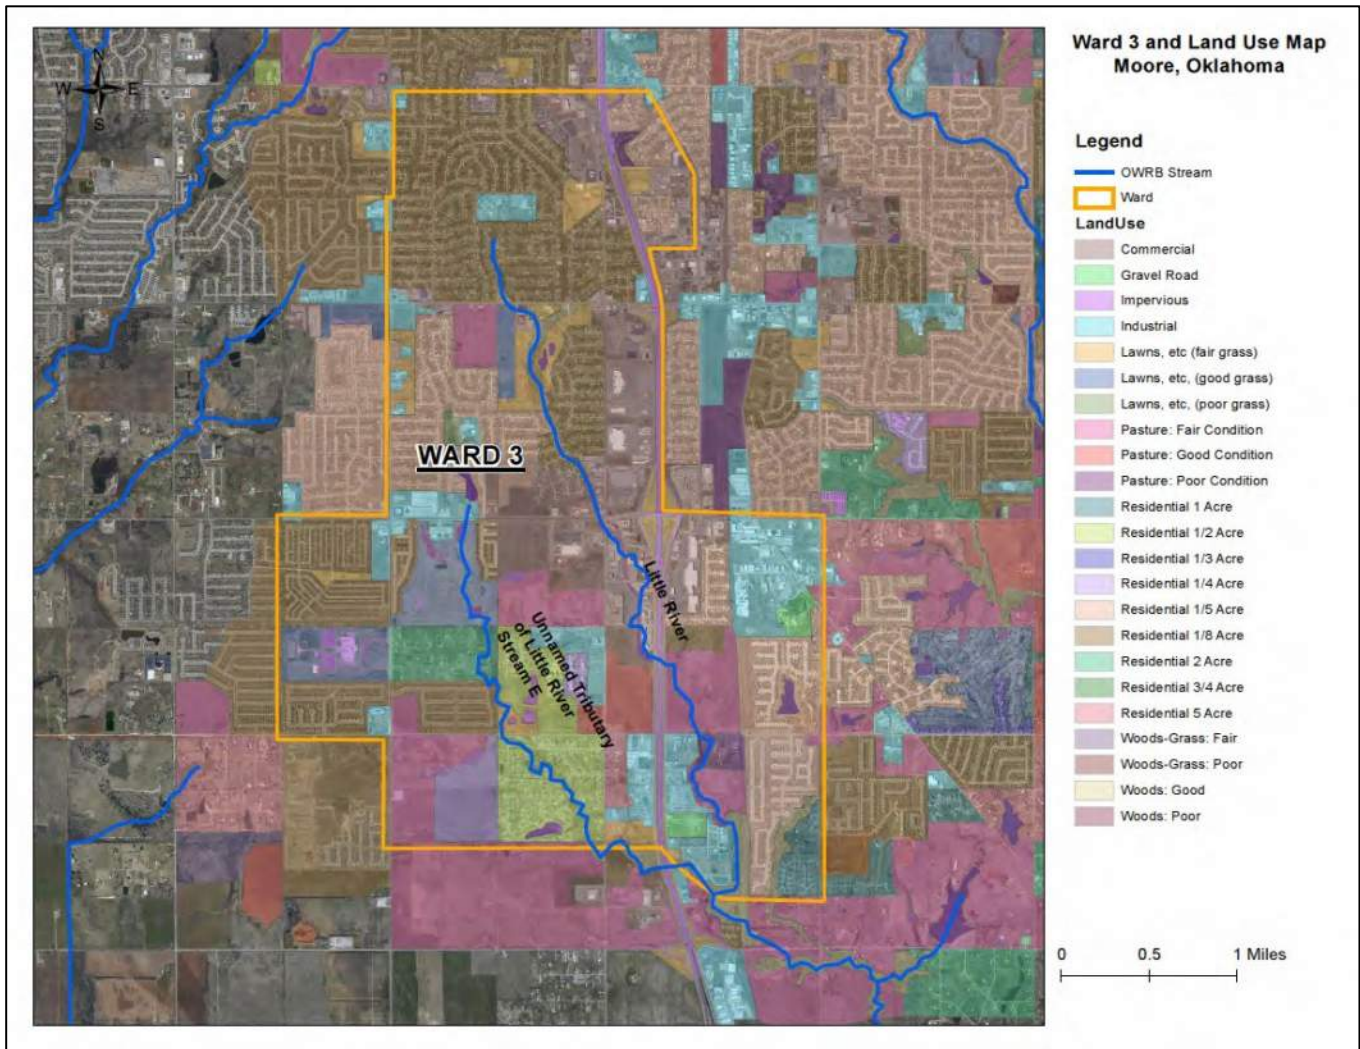 Ward 3 and Land Use Map
Moore, Oklahoma
N
W E
S
Legend
OWRB Stream
Ward
LandUse
Commercial
Gravel Road
Impervious
Industrial
Lawns, etc (fair grass)
Lawns, etc, (good grass)
Lawns, etc, (poor grass)
Pasture: Fair Condition
Pasture: Good Condition
Pasture: Poor Condition
Residential 1 Acre
Residential 1/2 Acre
Residential 1/3 Acre
Residential 1/4 Acre
Residential 1/5 Acre
Residential 1/8 Acre
Residential 2 Acre
Residential 3/4 Acre
Residential 5 Acre
Woods-Grass: Fair
Woods-Grass: Poor
Woods: Good
Woods: Poor
WARD 3
Little River
Unnamed Tributary
of Little River
Stream E
0 0.5 1 Miles